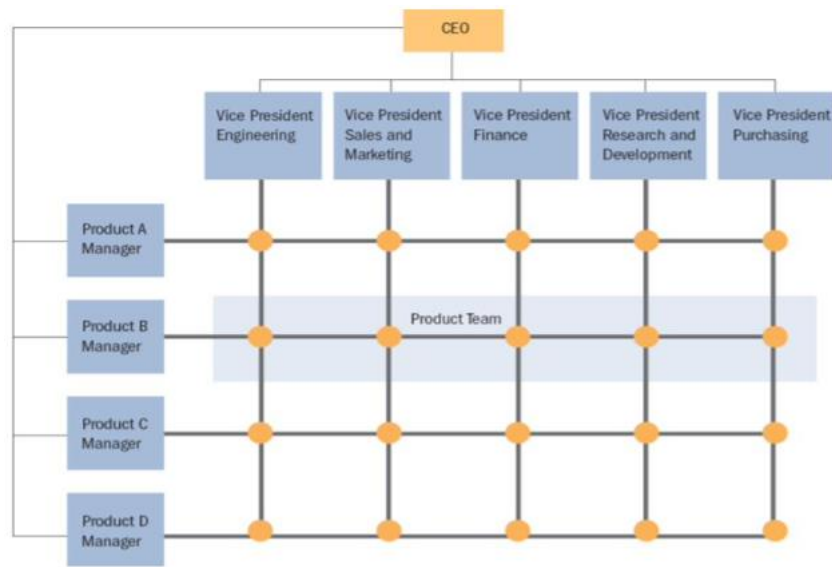 CEO
Vice President
Engineering
Vice President
Sales and
Marketing
Vice President
Finance
Vice President
Research and
Development
Vice President
Purchasing
Product A
Manager
Product B
Manager
Product Team
Product C
Manager
Product D
Manager